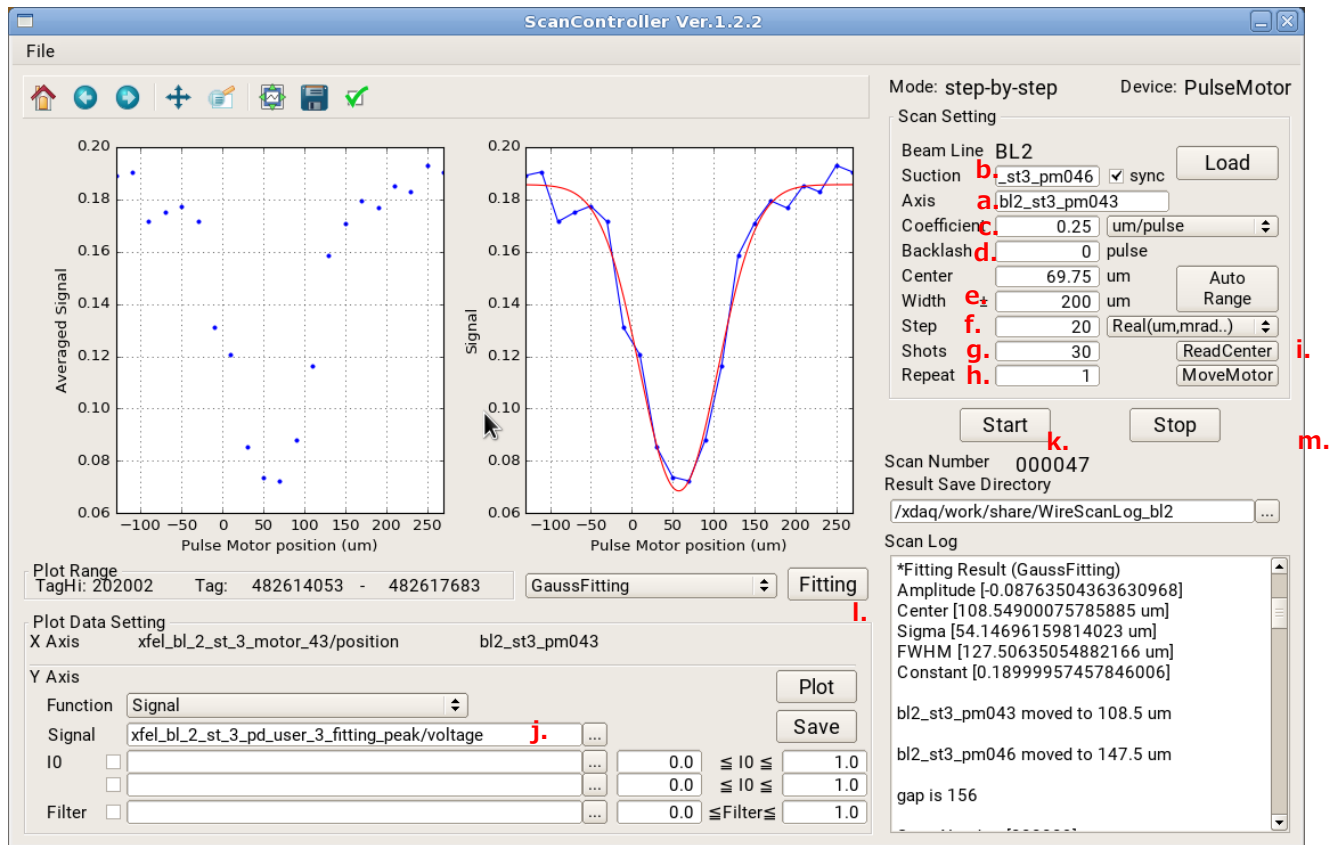 ScanController Ver.1.2.2
File
Mode: step-by-step Device: PulseMotor
Scan Setting
Beam Line BL2
Load
Suction b. _st3_pm046 sync
Axis a. bl2_st3_pm043
Coefficient c. 0.25 um/pulse
Backlash d. 0 pulse
Center 69.75 um
Auto Range
Width e. ± 200 um
Step f. 20 Real(um,mrad..)
Shots g. 30 ReadCenter i.
Repeat h. 1 MoveMotor
Start k. Stop m.
Scan Number 000047
Result Save Directory
/xdaq/work/share/WireScanLog_bl2 ...
Scan Log
*Fitting Result (GaussFitting)
Amplitude [-0.08763504363630968]
Center [108.54900075785885 um]
Sigma [54.14696159814023 um]
FWHM [127.50635054882166 um]
Constant [0.18999957457846006]
bl2_st3_pm043 moved to 108.5 um
bl2_st3_pm046 moved to 147.5 um
gap is 156
0.20
0.18
0.16
0.14
0.12
0.10
0.08
0.06
Averaged Signal
−100 −50 0 50 100 150 200 250
Pulse Motor position (um)
0.20
0.18
0.16
0.14
0.12
0.10
0.08
0.06
Signal
−100 −50 0 50 100 150 200 250
Pulse Motor position (um)
Plot Range
TagHi: 202002 Tag: 482614053 - 482617683
GaussFitting Fitting l.
Plot Data Setting
X Axis xfel_bl_2_st_3_motor_43/position bl2_st3_pm043
Y Axis
Plot
Function Signal
Save
Signal xfel_bl_2_st_3_pd_user_3_fitting_peak/voltage j. ...
I0 ... 0.0 ≦ I0 ≦ 1.0
... 0.0 ≦ I0 ≦ 1.0
Filter ... 0.0 ≦Filter≦ 1.0